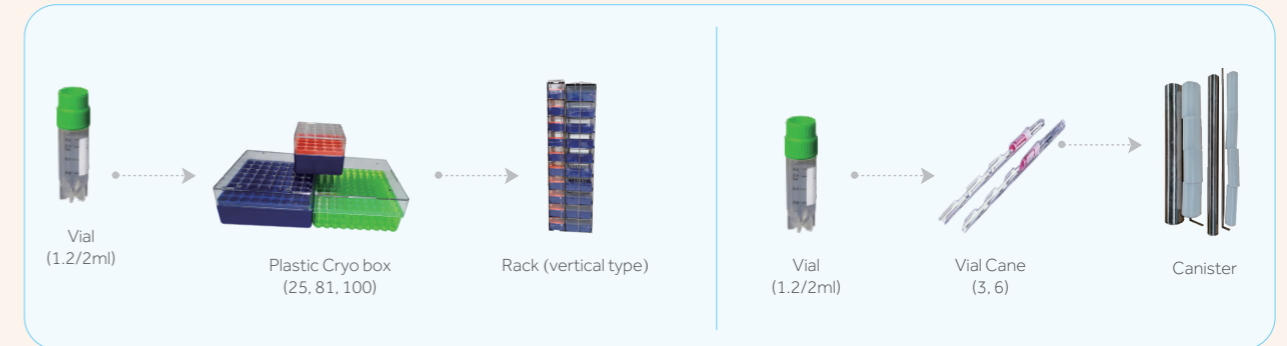 Vial
(1.2/2ml)
Plastic Cryo box
(25, 81, 100)
Rack (vertical type)
Vial
(1.2/2ml)
Vial Cane
(3, 6)
Canister